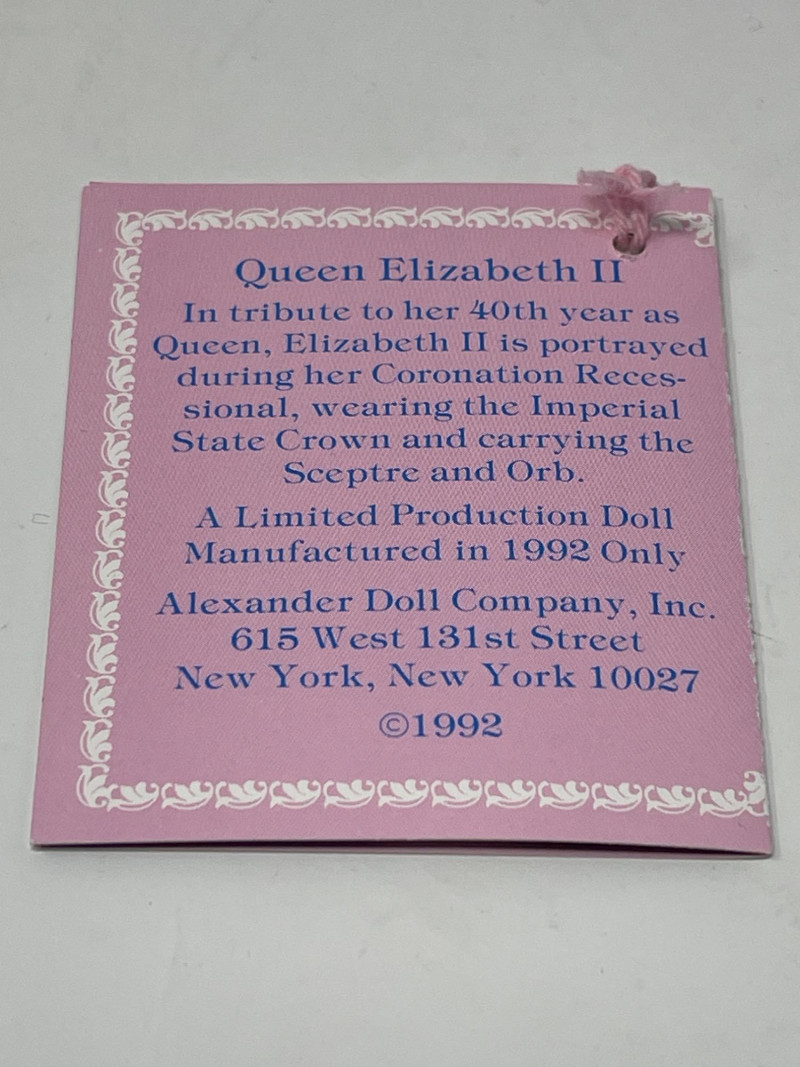 Queen Elizabeth II
In tribute to her 40th year as
Queen, Elizabeth II is portrayed
during her Coronation Reces-
sional, wearing the Imperial
State Crown and carrying the
Sceptre and Orb.
A Limited Production Doll
Manufactured in 1992 Only
Alexander Doll Company, Inc.
615 West 131st Street
New York, New York 10027
©1992